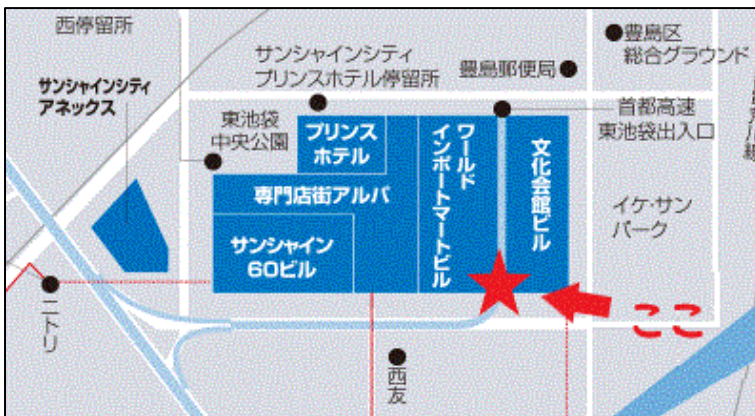 西停留所
サンシャインシティ
アネックス
サンシャインシティ
プリンスホテル停留所
豊島郵便局
豊島区
総合グラウンド
東池袋
中央公園
プリンス
ホテル
首都高速
東池袋出入口
専門店街アルパ
ワールド
インポートマートビル
文化会館ビル
サンシャイン
60ビル
イケ・サン
パーク
ニトリ
西友
ここ